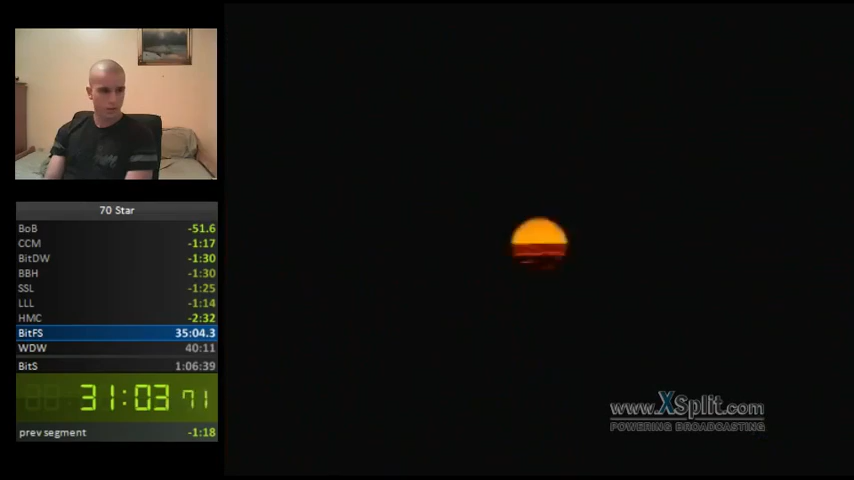 70 Star
BoB -51.6
CCM -1:17
BitDW -1:30
BBH -1:30
SSL -1:25
LLL -1:14
HMC -2:32
BitFS 35:04.3
WDW 40:11
BitS 1:06:39
31:03 71
prev segment -1:18
www.XSplit.com
POWERING BROADCASTING